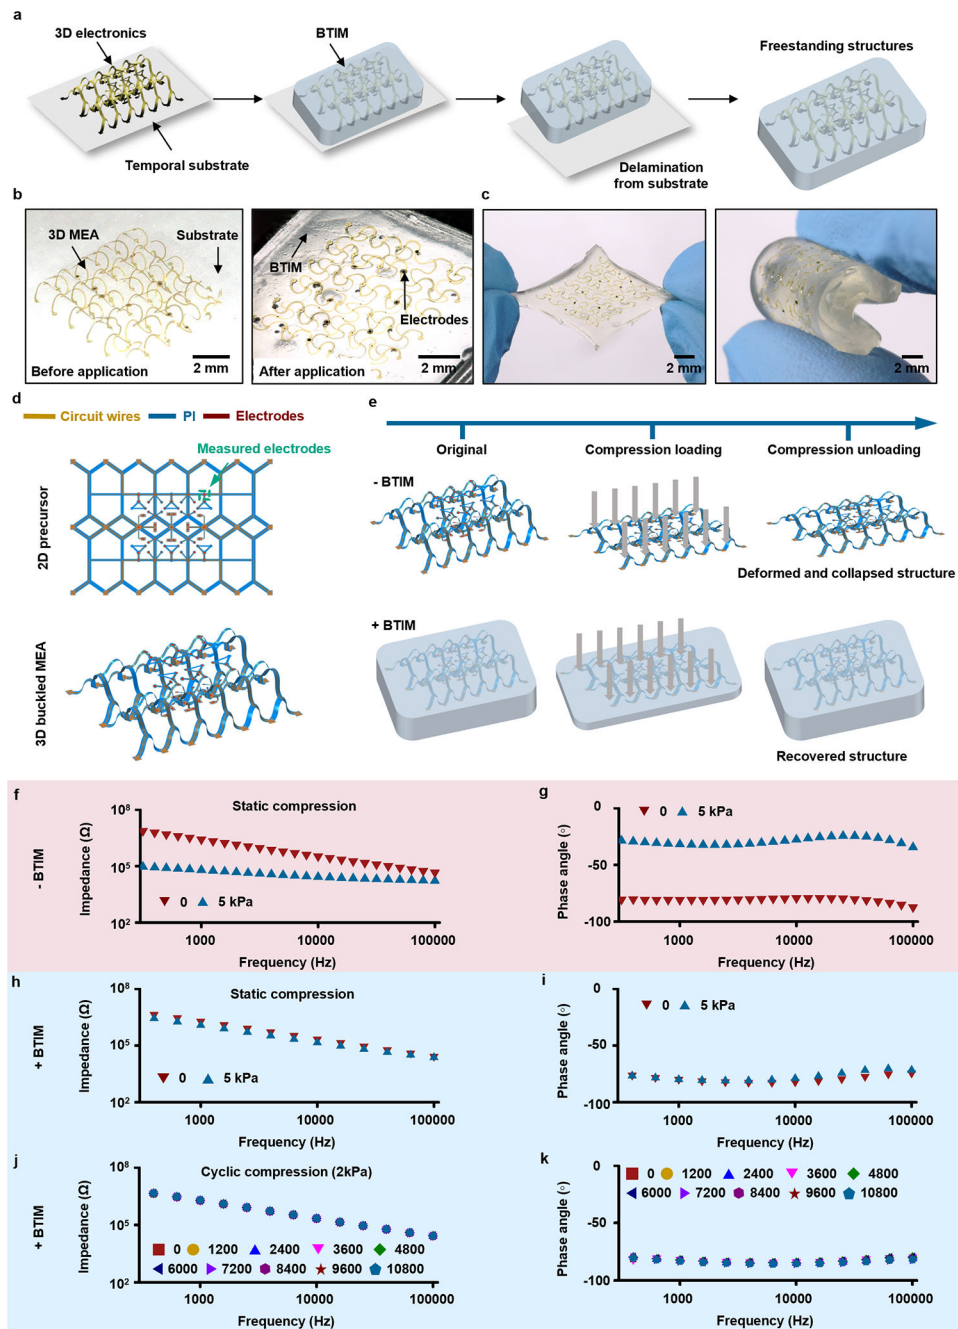 a
3D electronics
BTIM
Freestanding structures
Temporal substrate
Delamination
from substrate
b
3D MEA
Substrate
2 mm
Before application
BTIM
Electrodes
2 mm
After application
c
2 mm
2 mm
d
Circuit wires
PI
Electrodes
Measured electrodes
2D precursor
3D buckled MEA
e
Original
Compression loading
Compression unloading
- BTIM
Deformed and collapsed structure
+ BTIM
Recovered structure
f
- BTIM
Static compression
Impedance (Ω)
10⁸
10⁵
10²
0
5 kPa
1000
10000
100000
Frequency (Hz)
g
Phase angle (○)
0
-50
-100
0
5 kPa
1000
10000
100000
Frequency (Hz)
h
+ BTIM
Static compression
Impedance (Ω)
10⁸
10⁵
10²
0
5 kPa
1000
10000
100000
Frequency (Hz)
i
Phase angle (○)
0
-50
-100
0
5 kPa
1000
10000
100000
Frequency (Hz)
j
+ BTIM
Cyclic compression (2kPa)
Impedance (Ω)
10⁸
10⁵
10²
0 1200 2400 3600 4800
6000 7200 8400 9600 10800
1000
10000
100000
Frequency (Hz)
k
Phase angle (○)
0
-50
-100
0 1200 2400 3600 4800
6000 7200 8400 9600 10800
1000
10000
100000
Frequency (Hz)